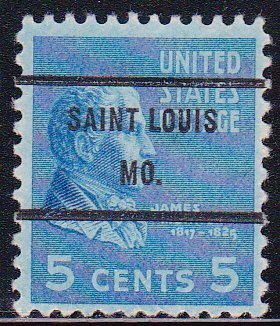 UNITED
STATES
SAINT LOUIS
MO.
JAMES
1817-1825
5 CENTS 5